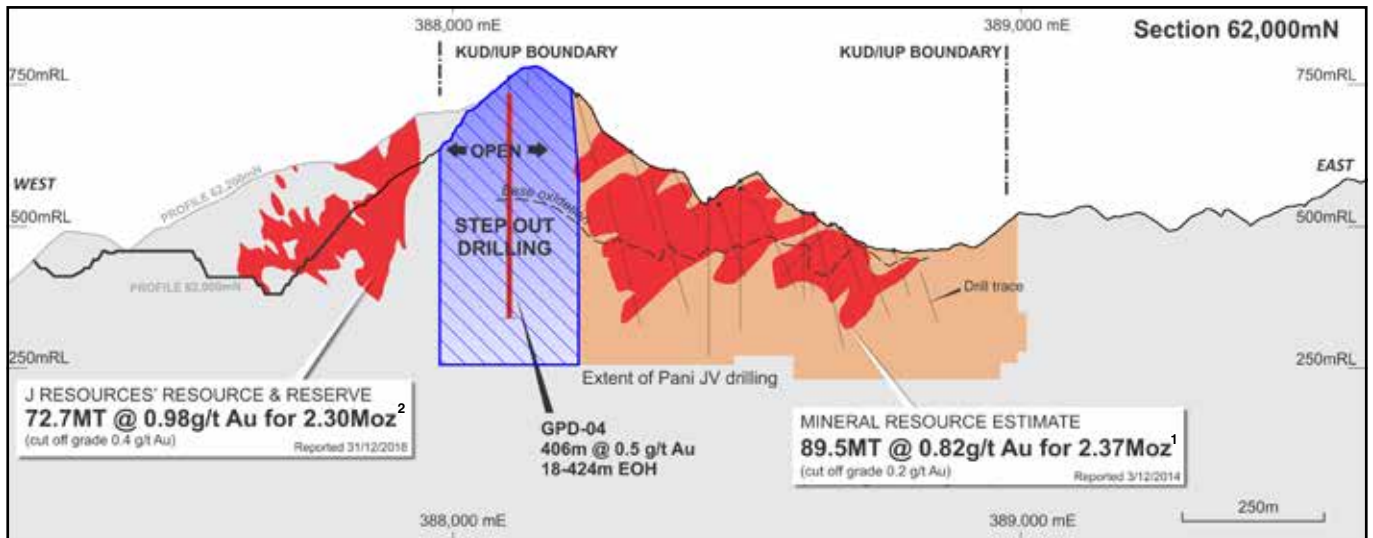 388,000 mE
389,000 mE
Section 62,000mN
KUD/IUP BOUNDARY
KUD/IUP BOUNDARY
750mRL
750mRL
OPEN
WEST
EAST
PROFILE 62,200mN
Base oxidation
500mRL
500mRL
STEP OUT
DRILLING
PROFILE 62,000mN
Drill trace
250mRL
250mRL
Extent of Pani JV drilling
J RESOURCES' RESOURCE & RESERVE
72.7MT @ 0.98g/t Au for 2.30Moz2
(cut off grade 0.4 g/t Au)
Reported 31/12/2018
GPD-04
406m @ 0.5 g/t Au
18-424m EOH
MINERAL RESOURCE ESTIMATE
89.5MT @ 0.82g/t Au for 2.37Moz1
(cut off grade 0.2 g/t Au)
Reported 3/12/2014
388,000 mE
389,000 mE
250m